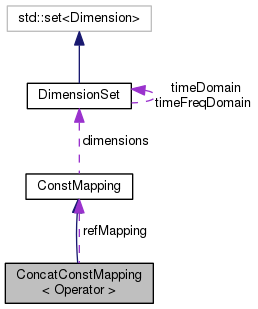 std::set<Dimension>
timeDomain
timeFreqDomain
DimensionSet
dimensions
ConstMapping
refMapping
ConcatConstMapping
< Operator >